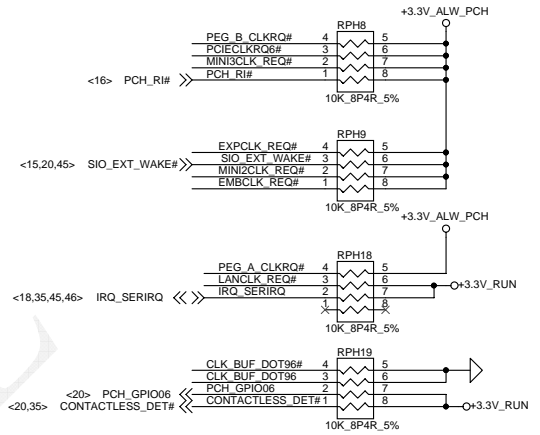 +3.3V_ALW_PCH
RPH8
PEG_B_CLKRQ# 4 5
PCIECLKRQ6# 3 6
MINI3CLK_REQ# 2 7
<16> PCH_RI# PCH_RI# 1 8
10K_8P4R_5%
RPH9
EXPCLK_REQ# 4 5
<15,20,45> SIO_EXT_WAKE# SIO_EXT_WAKE# 3 6
MINI2CLK_REQ# 2 7
EMBCLK_REQ# 1 8
10K_8P4R_5%
+3.3V_ALW_PCH
RPH18
PEG_A_CLKRQ# 4 5
LANCLK_REQ# 3 6 +3.3V_RUN
<18,35,45,46> IRQ_SERIRQ IRQ_SERIRQ 2 7
1 8
10K_8P4R_5%
RPH19
CLK_BUF_DOT96# 4 5
CLK_BUF_DOT96 3 6
<20> PCH_GPIO06 PCH_GPIO06 2 7
<20,35> CONTACTLESS_DET# CONTACTLESS_DET# 1 8 +3.3V_RUN
10K_8P4R_5%